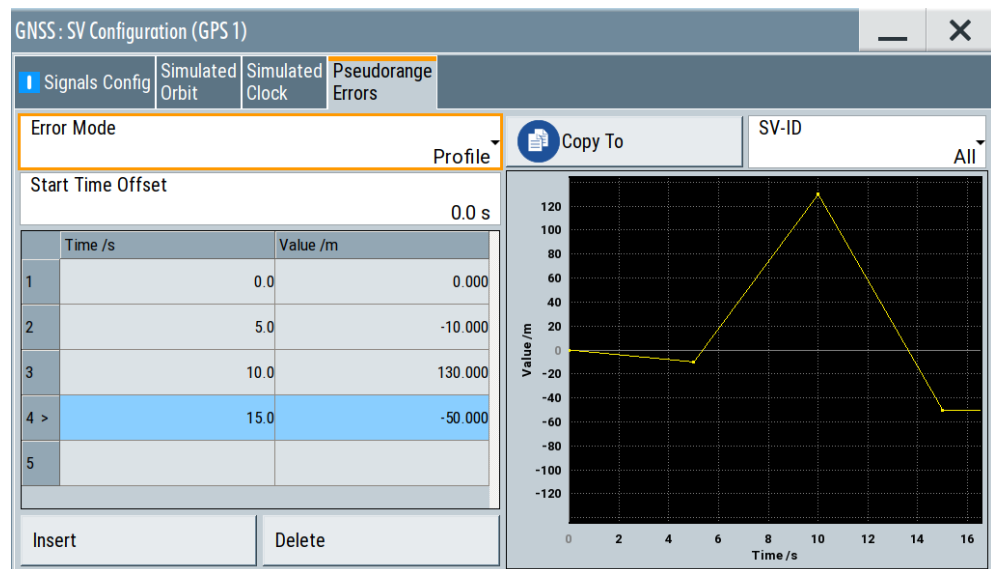 GNSS: SV Configuration (GPS 1)
Signals Config
Simulated
Orbit
Simulated
Clock
Pseudorange
Errors
Error Mode
Profile
Copy To
SV-ID
All
Start Time Offset
0.0 s
Time /s Value /m
1 0.0 0.000
2 5.0 -10.000
3 10.0 130.000
4 > 15.0 -50.000
5
Insert
Delete
Value /m
120
100
80
60
40
20
0
-20
-40
-60
-80
-100
-120
0 2 4 6 8 10 12 14 16
Time /s